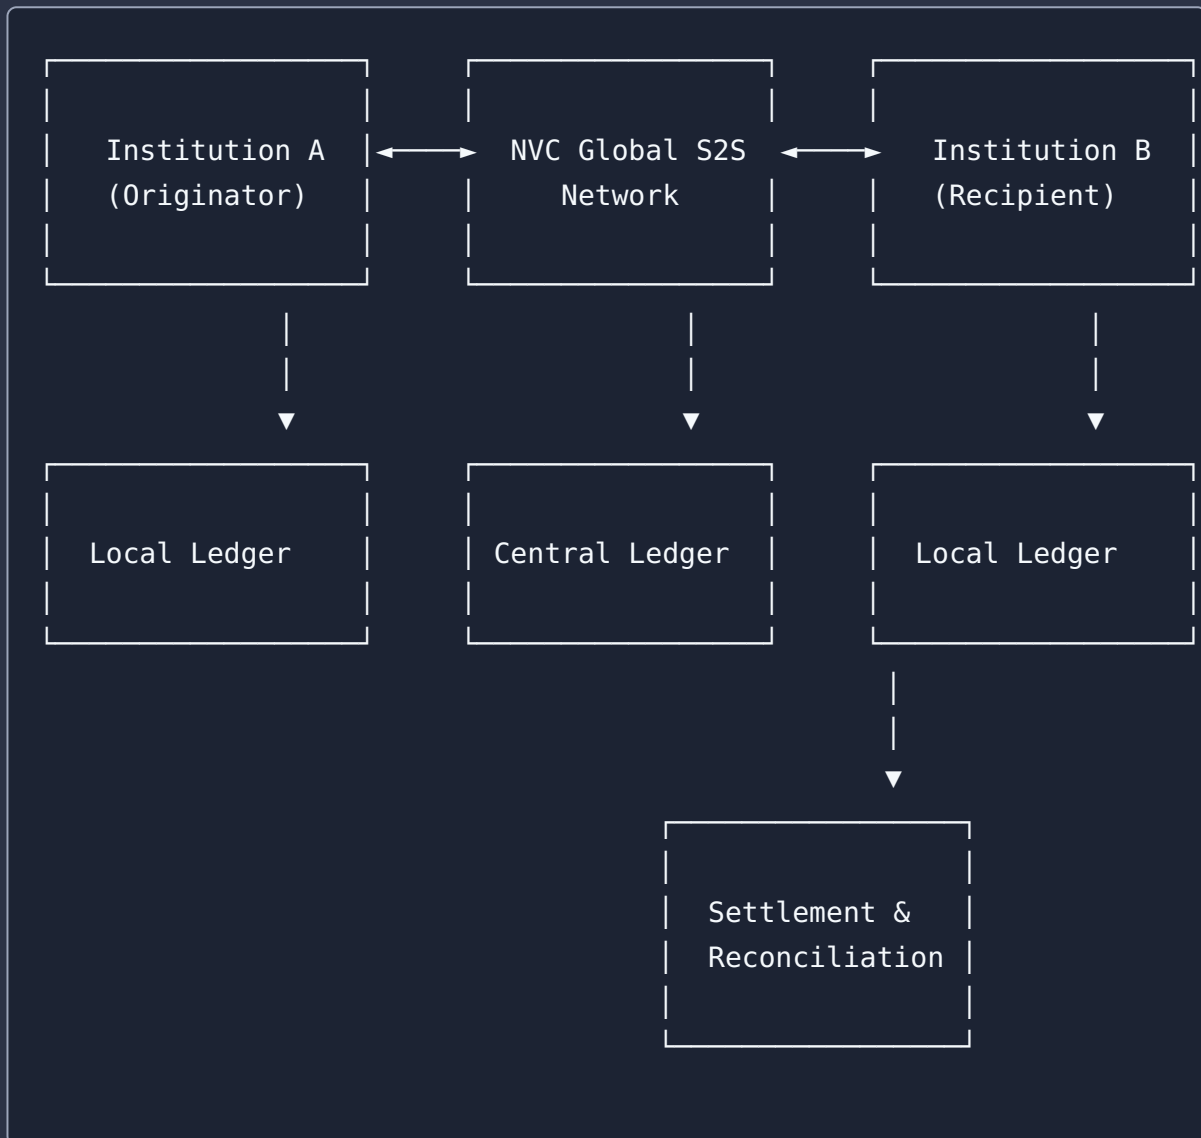 Institution A NVC Global S2S Institution B
(Originator) Network (Recipient)
Local Ledger Central Ledger Local Ledger
Settlement &
Reconciliation